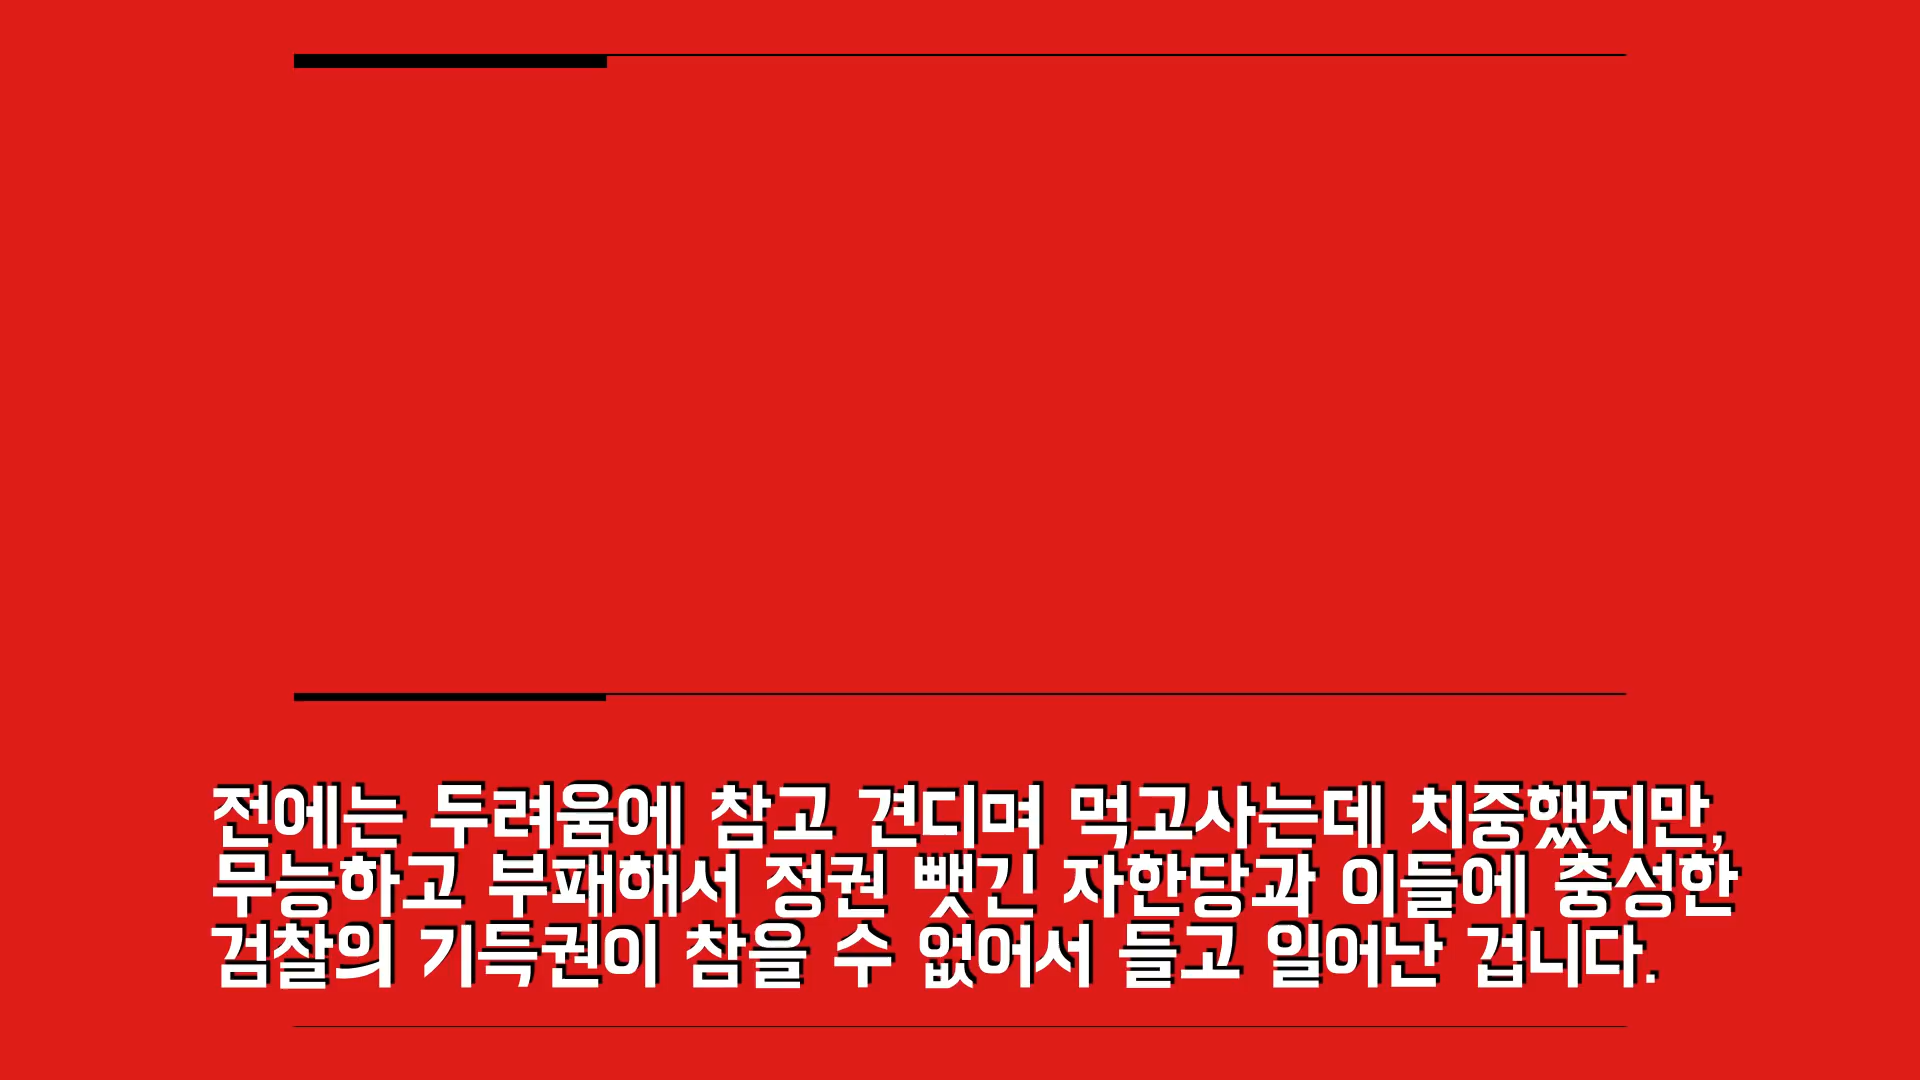 전에는 두려움에 참고 견디며 먹고사는데 치중했지만,
무능하고 부패해서 정권 뺏긴 자한당과 이들에 충성한
검찰의 기득권이 참을 수 없어서 들고 일어난 겁니다.